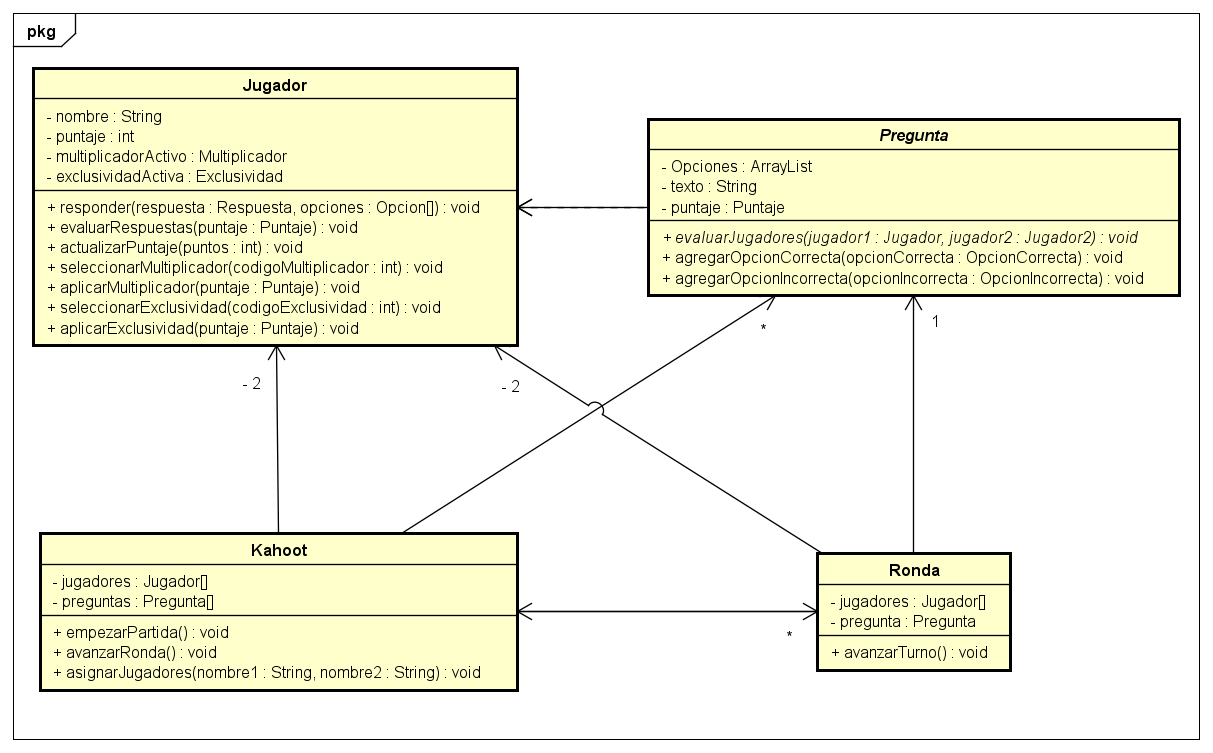 pkg
Jugador
- nombre : String
- puntaje : int
- multiplicadorActivo : Multiplicador
- exclusividadActiva : Exclusividad
+ responder(respuesta : Respuesta, opciones : Opcion[]) : void
+ evaluarRespuestas(puntaje : Puntaje) : void
+ actualizarPuntaje(puntos : int) : void
+ seleccionarMultiplicador(codigoMultiplicador : int) : void
+ aplicarMultiplicador(puntaje : Puntaje) : void
+ seleccionarExclusividad(codigoExclusividad : int) : void
+ aplicarExclusividad(puntaje : Puntaje) : void
Pregunta
- Opciones : ArrayList
- texto : String
- puntaje : Puntaje
+ evaluarJugadores(jugador1 : Jugador, jugador2 : Jugador2) : void
+ agregarOpcionCorrecta(opcionCorrecta : OpcionCorrecta) : void
+ agregarOpcionIncorrecta(opcionIncorrecta : OpcionIncorrecta) : void
- 2
- 2
*
1
Kahoot
- jugadores : Jugador[]
- preguntas : Pregunta[]
+ empezarPartida() : void
+ avanzarRonda() : void
+ asignarJugadores(nombre1 : String, nombre2 : String) : void
*
Ronda
- jugadores : Jugador[]
- pregunta : Pregunta
+ avanzarTurno() : void